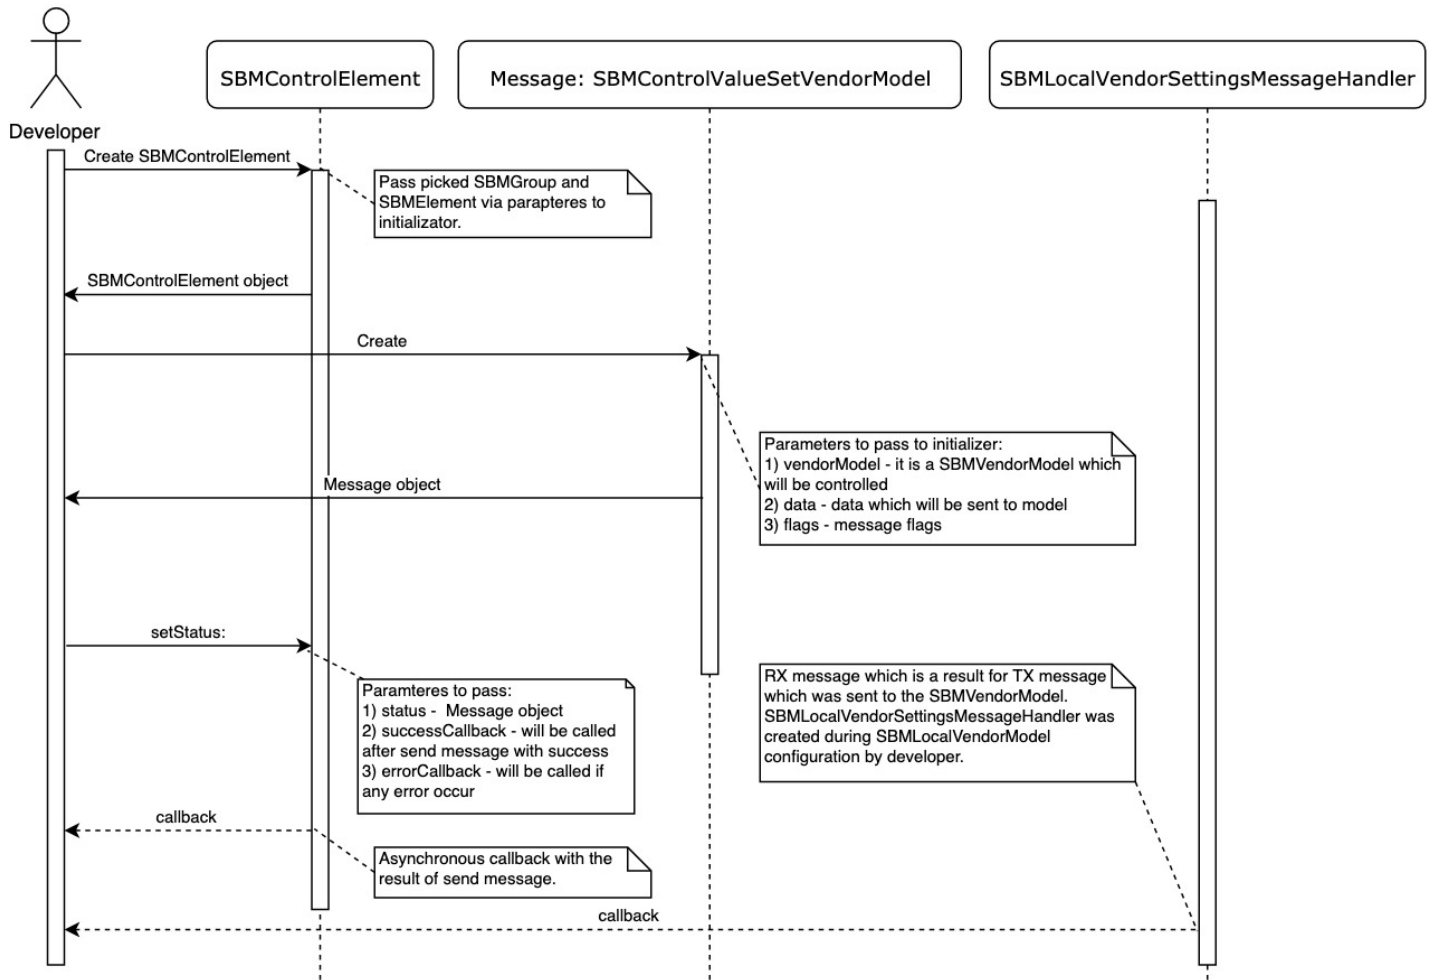 SBMControlElement
Message: SBMControlValueSetVendorModel
SBMLocalVendorSettingsMessageHandler
Developer
Create SBMControlElement
Pass picked SBMGroup and
SBMElement via parapteres to
initializator.
SBMControlElement object
Create
Parameters to pass to initializer:
1) vendorModel - it is a SBMVendorModel which
will be controlled
2) data - data which will be sent to model
3) flags - message flags
Message object
setStatus:
Paramteres to pass:
1) status -  Message object
2) successCallback - will be called
after send message with success
3) errorCallback - will be called if
any error occur
RX message which is a result for TX message
which was sent to the SBMVendorModel.
SBMLocalVendorSettingsMessageHandler was
created during SBMLocalVendorModel
configuration by developer.
callback
Asynchronous callback with the
result of send message.
callback